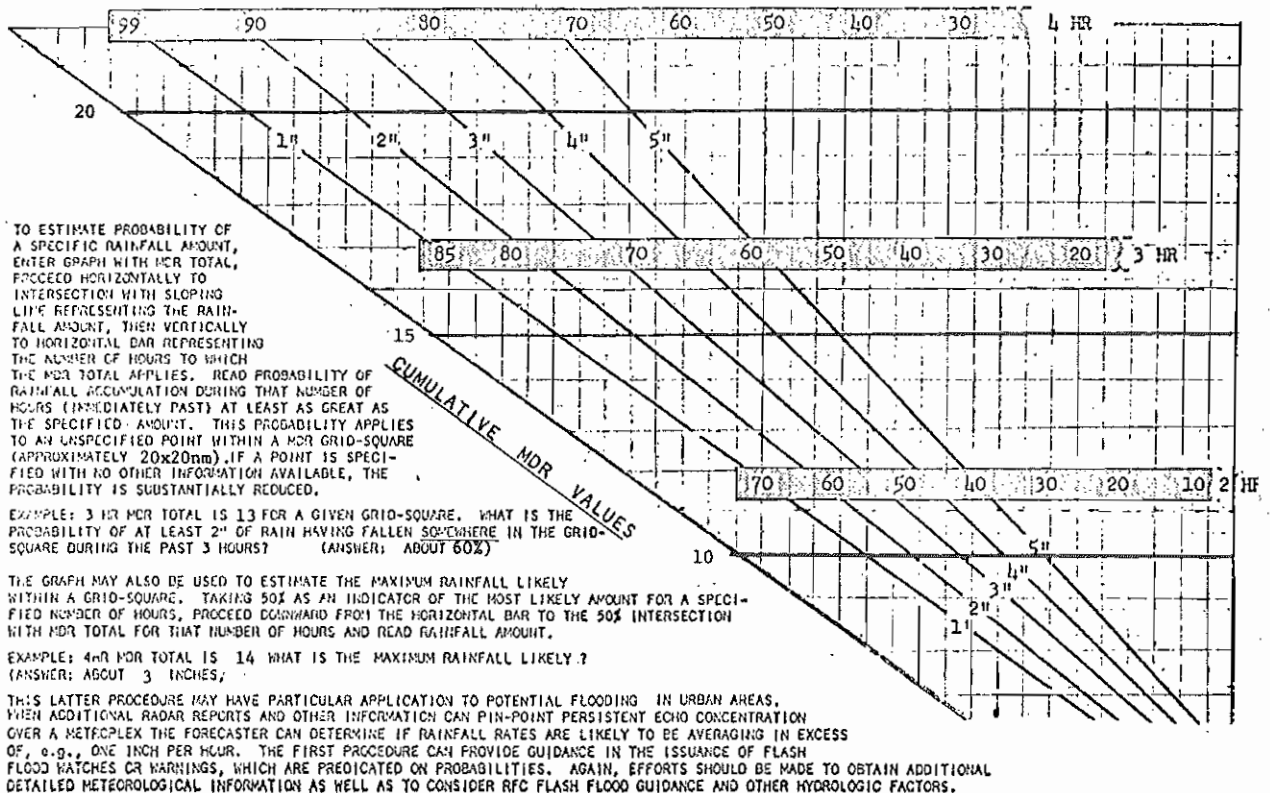 99 90 80 70 60 50 40 30 4 HR
20
1" 2" 3" 4" 5"
85 80 70 60 50 40 30 20 3 HR
15
CUMULATIVE MDR VALUES
70 60 50 40 30 20 10 2 HF
10
5"
4"
3"
2"
1"
TO ESTIMATE PROBABILITY OF
A SPECIFIC RAINFALL AMOUNT,
ENTER GRAPH WITH MDR TOTAL,
PROCEED HORIZONTALLY TO
INTERSECTION WITH SLOPING
LINE REPRESENTING THE RAIN-
FALL AMOUNT, THEN VERTICALLY
TO HORIZONTAL BAR REPRESENTING
THE NUMBER OF HOURS TO WHICH
THE MDR TOTAL APPLIES. READ PROBABILITY OF
RAINFALL ACCUMULATION DURING THAT NUMBER OF
HOURS (IMMEDIATELY PAST) AT LEAST AS GREAT AS
THE SPECIFIED AMOUNT. THIS PROBABILITY APPLIES
TO AN UNSPECIFIED POINT WITHIN A MDR GRID-SQUARE
(APPROXIMATELY 20x20nm). IF A POINT IS SPECI-
FIED WITH NO OTHER INFORMATION AVAILABLE, THE
PROBABILITY IS SUBSTANTIALLY REDUCED.
EXAMPLE: 3 HR MDR TOTAL IS 13 FOR A GIVEN GRID-SQUARE. WHAT IS THE
PROBABILITY OF AT LEAST 2" OF RAIN HAVING FALLEN SOMEWHERE IN THE GRID-
SQUARE DURING THE PAST 3 HOURS? (ANSWER: ABOUT 60%)
THE GRAPH MAY ALSO BE USED TO ESTIMATE THE MAXIMUM RAINFALL LIKELY
WITHIN A GRID-SQUARE. TAKING 50% AS AN INDICATOR OF THE MOST LIKELY AMOUNT FOR A SPECI-
FIED NUMBER OF HOURS, PROCEED DOWNWARD FROM THE HORIZONTAL BAR TO THE 50% INTERSECTION
WITH MDR TOTAL FOR THAT NUMBER OF HOURS AND READ RAINFALL AMOUNT.
EXAMPLE: 4HR MDR TOTAL IS 14 WHAT IS THE MAXIMUM RAINFALL LIKELY ?
(ANSWER: ABOUT 3 INCHES,
THIS LATTER PROCEDURE MAY HAVE PARTICULAR APPLICATION TO POTENTIAL FLOODING IN URBAN AREAS.
WHEN ADDITIONAL RADAR REPORTS AND OTHER INFORMATION CAN PIN-POINT PERSISTENT ECHO CONCENTRATION
OVER A METROPLEX THE FORECASTER CAN DETERMINE IF RAINFALL RATES ARE LIKELY TO BE AVERAGING IN EXCESS
OF, e.g., ONE INCH PER HOUR. THE FIRST PROCEDURE CAN PROVIDE GUIDANCE IN THE ISSUANCE OF FLASH
FLOOD WATCHES OR WARNINGS, WHICH ARE PREDICATED ON PROBABILITIES. AGAIN, EFFORTS SHOULD BE MADE TO OBTAIN ADDITIONAL
DETAILED METEOROLOGICAL INFORMATION AS WELL AS TO CONSIDER RFC FLASH FLOOD GUIDANCE AND OTHER HYDROLOGIC FACTORS.